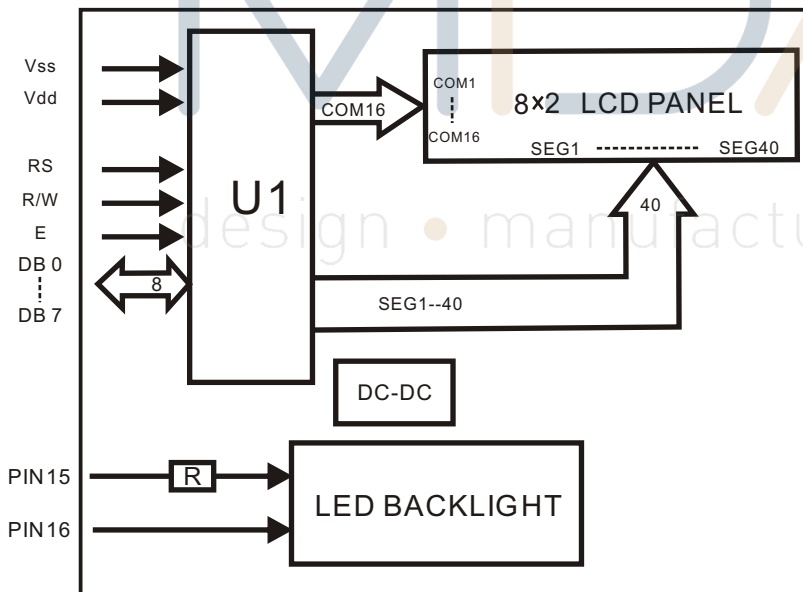 Vss
Vdd
RS
R/W
E
DB 0
DB 7
8
U1
COM16
COM1
COM16
8×2 LCD PANEL
SEG1 SEG40
40
SEG1--40
DC-DC
PIN15
R
PIN16
LED BACKLIGHT
MD
design • manufactu